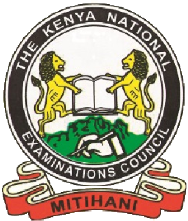 THE KENYA NATIONAL
EXAMINATIONS COUNCIL
MITIHANI